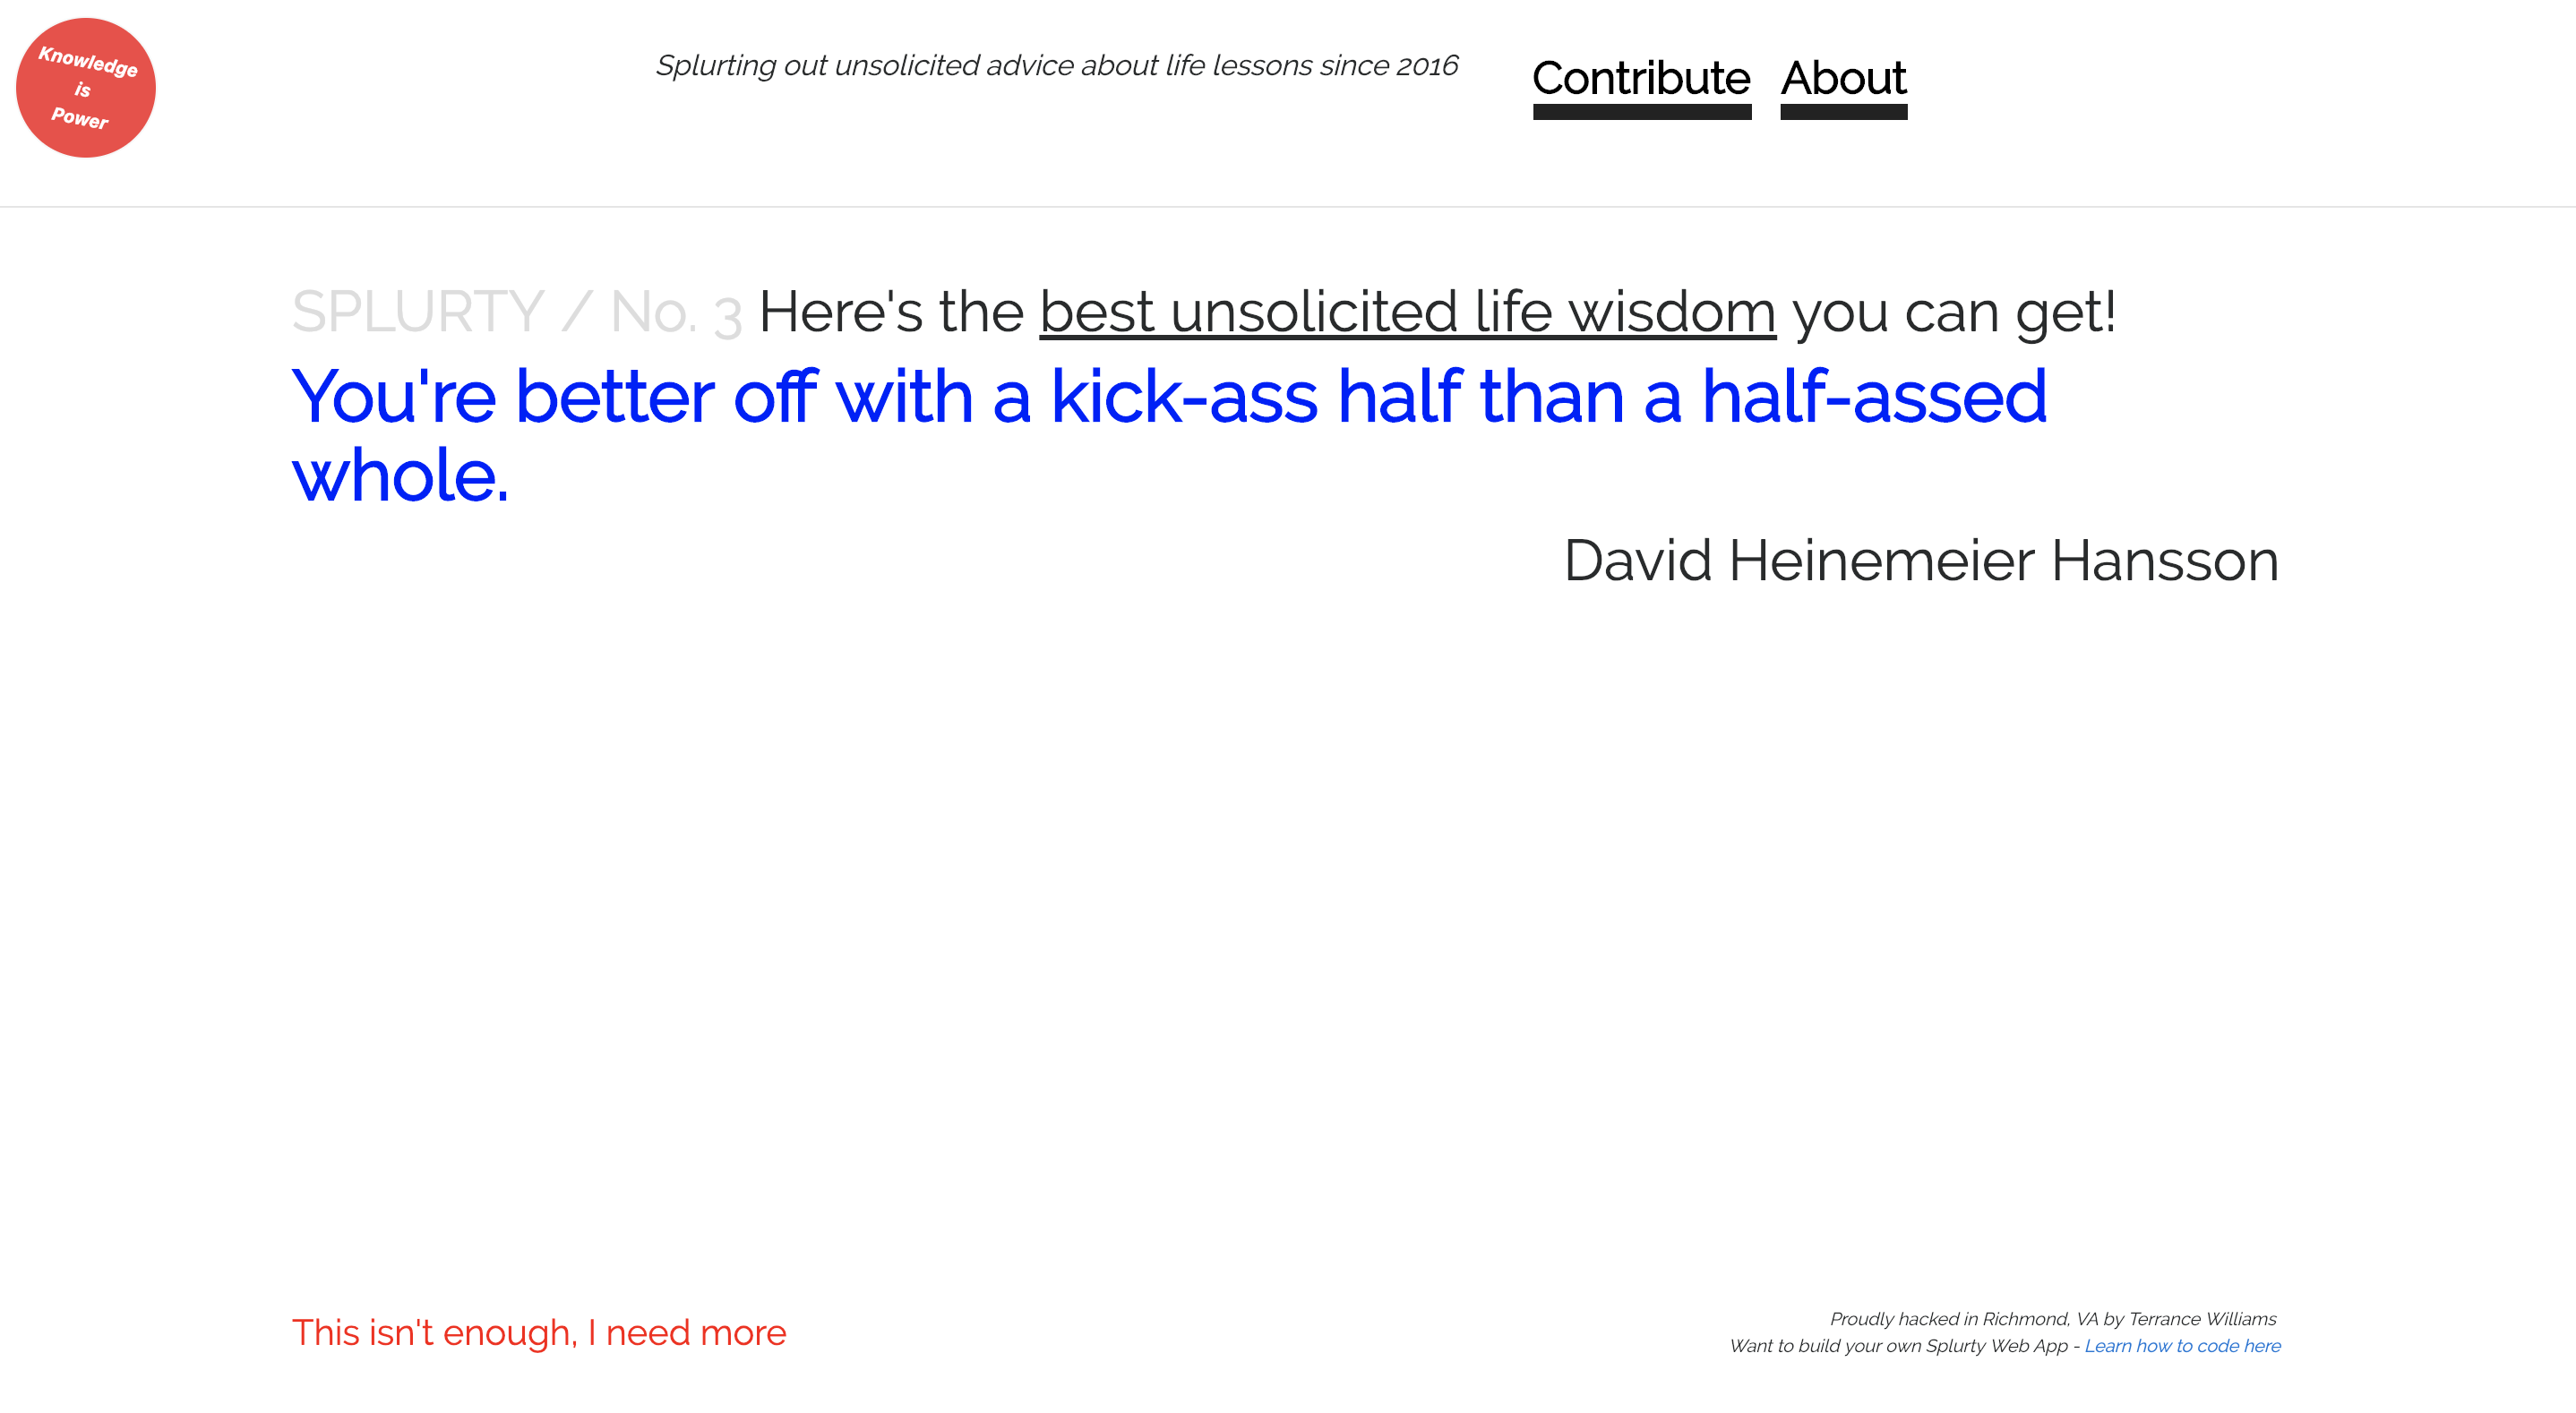 Knowledge
is
Power
Splurting out unsolicited advice about life lessons since 2016
Contribute About
SPLURTY / No. 3 Here's the best unsolicited life wisdom you can get!
You're better off with a kick-ass half than a half-assed
whole.
David Heinemeier Hansson
This isn't enough, I need more
Proudly hacked in Richmond, VA by Terrance Williams
Want to build your own Splurty Web App - Learn how to code here